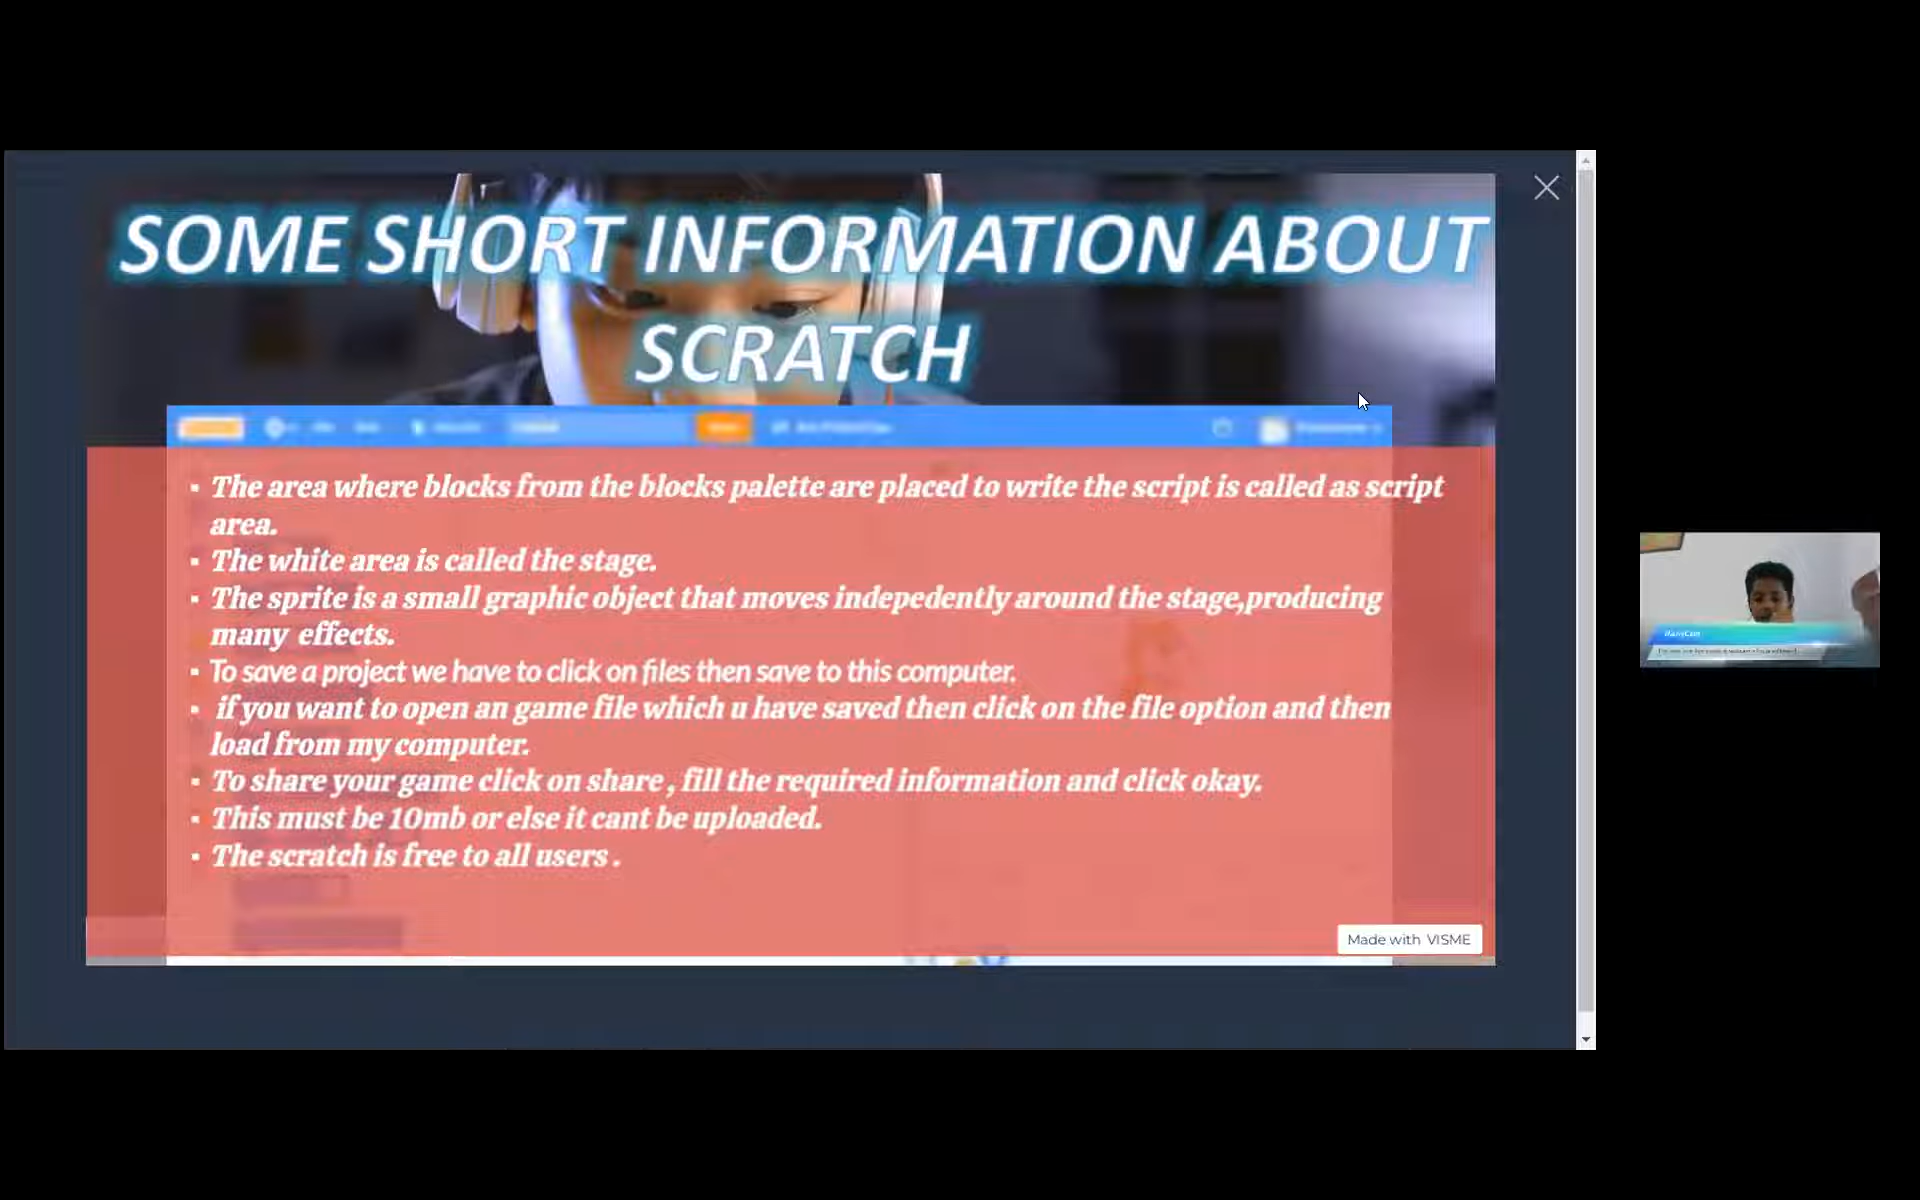 SOME SHORT INFORMATION ABOUT
SCRATCH
▪ The area where blocks from the blocks palette are placed to write the script is called as script
area.
▪ The white area is called the stage.
▪ The sprite is a small graphic object that moves indepedently around the stage,producing
many effects.
▪ To save a project we have to click on files then save to this computer.
▪ if you want to open an game file which u have saved then click on the file option and then
load from my computer.
▪ To share your game click on share , fill the required information and click okay.
▪ This must be 10mb or else it cant be uploaded.
▪ The scratch is free to all users .
Made with VISME
ManyCam